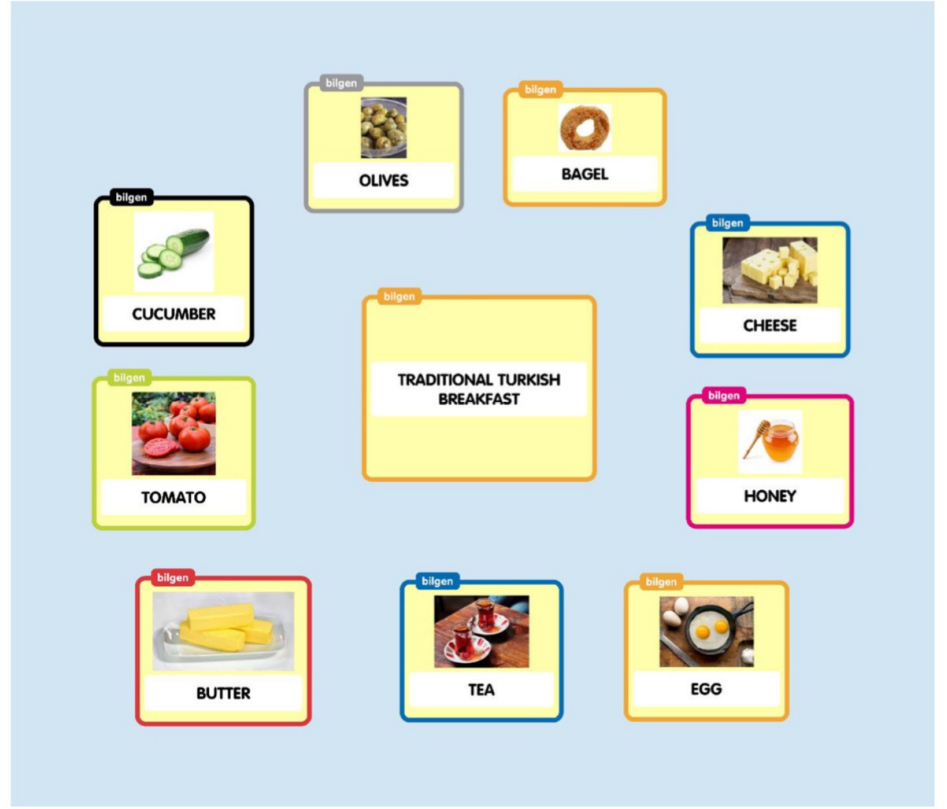 bilgen
OLIVES
bilgen
BAGEL
bilgen
CUCUMBER
bilgen
CHEESE
bilgen
TRADITIONAL TURKISH
BREAKFAST
bilgen
TOMATO
bilgen
HONEY
bilgen
BUTTER
bilgen
TEA
bilgen
EGG